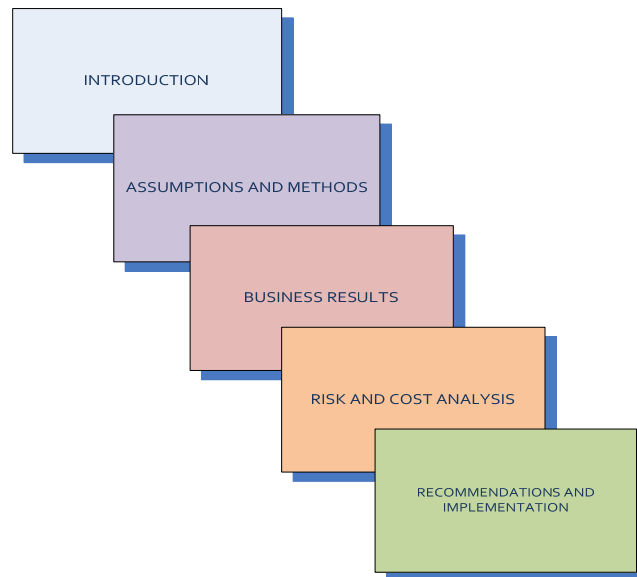 INTRODUCTION
ASSUMPTIONS AND METHODS
BUSINESS RESULTS
RISK AND COST ANALYSIS
RECOMMENDATIONS AND
IMPLEMENTATION